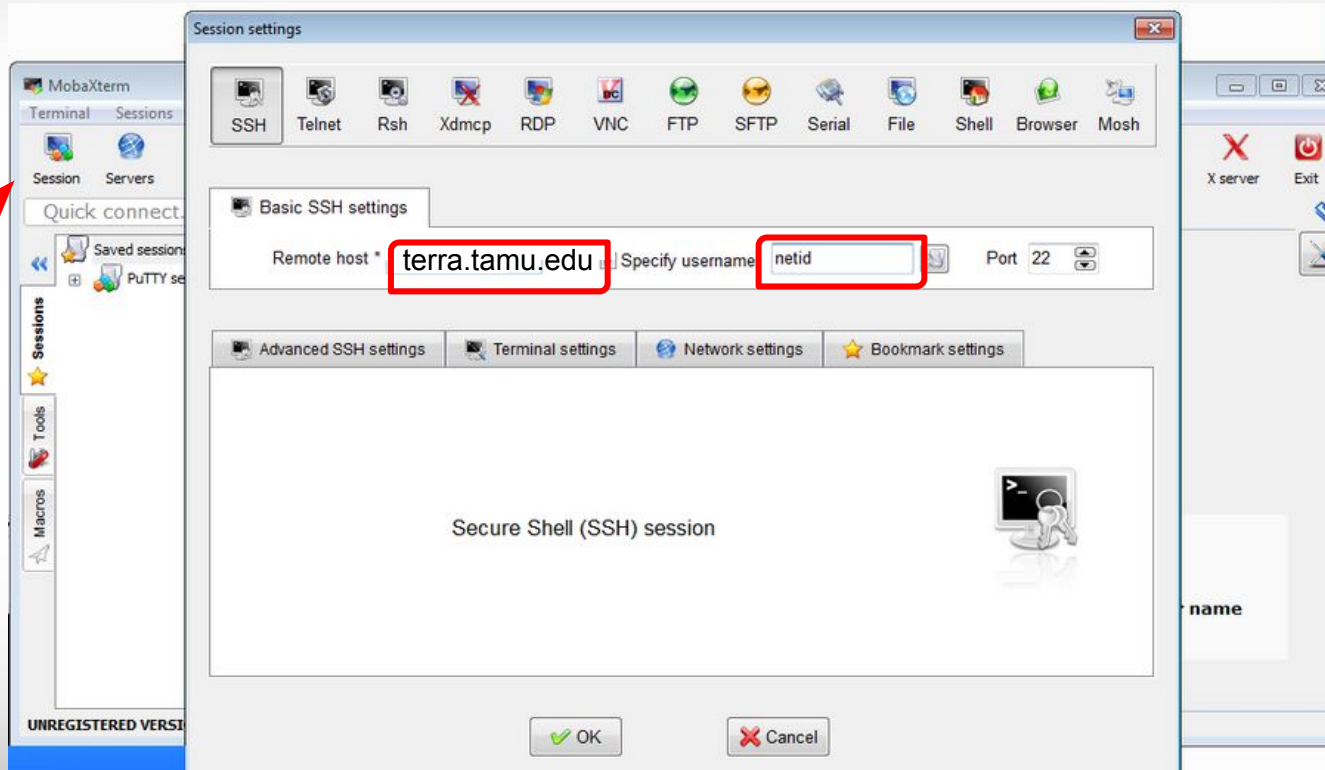 Session settings
MobaXterm
Terminal Sessions
SSH Telnet Rsh Xdmcp RDP VNC FTP SFTP Serial File Shell Browser Mosh
Session Servers
X server Exit
Quick connect.
Basic SSH settings
Saved session
PuTTY se
Remote host * terra.tamu.edu Specify username netid Port 22
Sessions
Tools
Macros
Advanced SSH settings Terminal settings Network settings Bookmark settings
Secure Shell (SSH) session
name
UNREGISTERED VERSI
OK Cancel